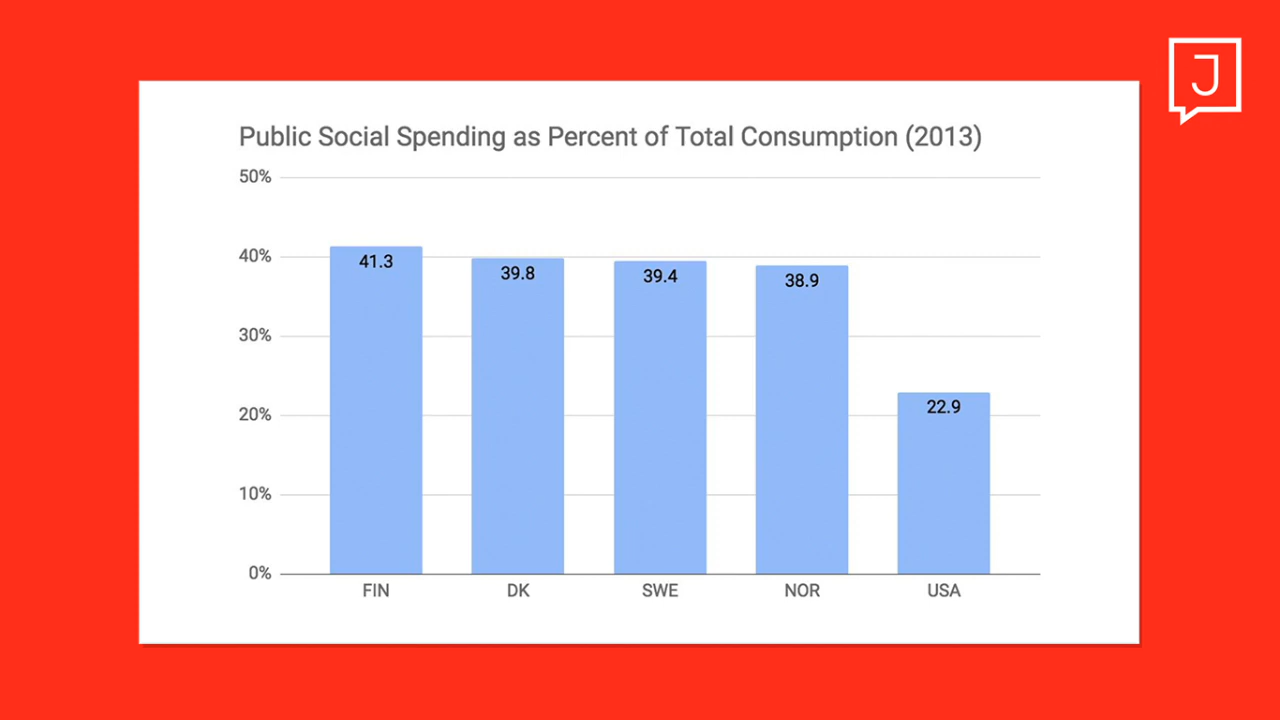 J
Public Social Spending as Percent of Total Consumption (2013)
50%
40%
30%
20%
10%
0%
41.3
39.8
39.4
38.9
22.9
FIN
DK
SWE
NOR
USA